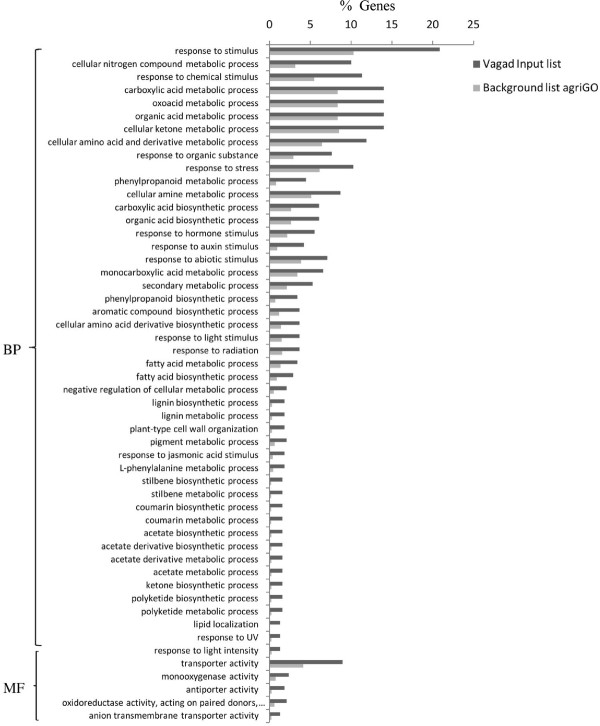 % Genes
0 5 10 15 20 25
Vagad Input list
Background list agriGO
BP
response to stimulus
cellular nitrogen compound metabolic process
response to chemical stimulus
carboxylic acid metabolic process
oxoacid metabolic process
organic acid metabolic process
cellular ketone metabolic process
cellular amino acid and derivative metabolic process
response to organic substance
response to stress
phenylpropanoid metabolic process
cellular amine metabolic process
carboxylic acid biosynthetic process
organic acid biosynthetic process
response to hormone stimulus
response to auxin stimulus
response to abiotic stimulus
monocarboxylic acid metabolic process
secondary metabolic process
phenylpropanoid biosynthetic process
aromatic compound biosynthetic process
cellular amino acid derivative biosynthetic process
response to light stimulus
response to radiation
fatty acid metabolic process
fatty acid biosynthetic process
negative regulation of cellular metabolic process
lignin biosynthetic process
lignin metabolic process
plant-type cell wall organization
pigment metabolic process
response to jasmonic acid stimulus
L-phenylalanine metabolic process
stilbene biosynthetic process
stilbene metabolic process
coumarin biosynthetic process
coumarin metabolic process
acetate biosynthetic process
acetate derivative biosynthetic process
acetate derivative metabolic process
acetate metabolic process
ketone biosynthetic process
polyketide biosynthetic process
polyketide metabolic process
lipid localization
response to UV
response to light intensity
MF
transporter activity
monooxygenase activity
antiporter activity
oxidoreductase activity, acting on paired donors,...
anion transmembrane transporter activity